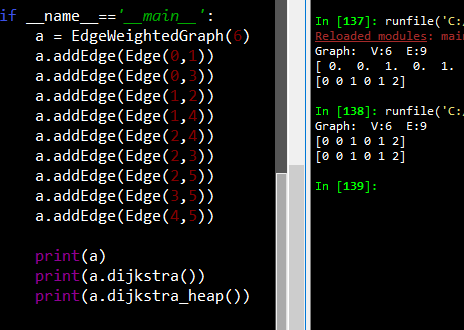 if __name__=='__main__':
a = EdgeWeightedGraph(6)
a.addEdge(Edge(0,1))
a.addEdge(Edge(0,3))
a.addEdge(Edge(1,2))
a.addEdge(Edge(1,4))
a.addEdge(Edge(2,4))
a.addEdge(Edge(2,3))
a.addEdge(Edge(2,5))
a.addEdge(Edge(3,5))
a.addEdge(Edge(4,5))
print(a)
print(a.dijkstra())
print(a.dijkstra_heap())
In [137]: runfile('C:
Reloaded modules: mai
Graph: V:6 E:9
[ 0. 0. 1. 0. 1.
[0 0 1 0 1 2]
In [138]: runfile('C:
Graph: V:6 E:9
[0 0 1 0 1 2]
[0 0 1 0 1 2]
In [139]: